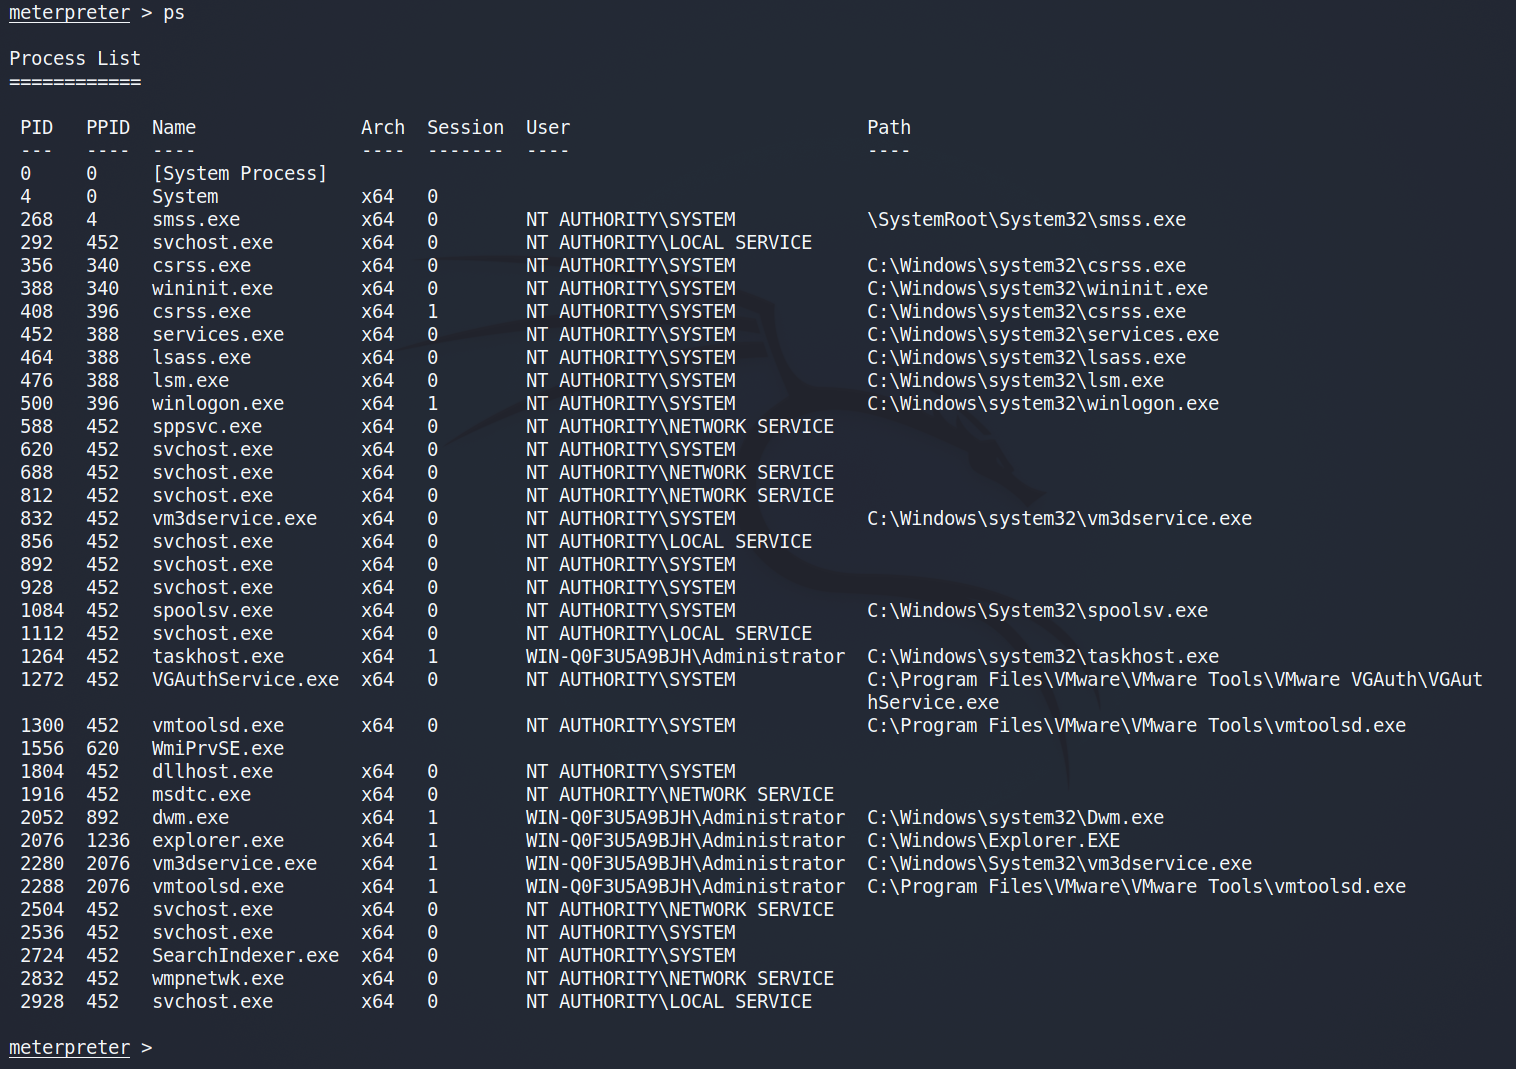 meterpreter > ps
Process List
============
PID PPID Name Arch Session User Path
--- ---- ---- ---- ------- ---- ----
0 0 [System Process]
4 0 System x64 0
268 4 smss.exe x64 0 NT AUTHORITY\SYSTEM \SystemRoot\System32\smss.exe
292 452 svchost.exe x64 0 NT AUTHORITY\LOCAL SERVICE
356 340 csrss.exe x64 0 NT AUTHORITY\SYSTEM C:\Windows\system32\csrss.exe
388 340 wininit.exe x64 0 NT AUTHORITY\SYSTEM C:\Windows\system32\wininit.exe
408 396 csrss.exe x64 1 NT AUTHORITY\SYSTEM C:\Windows\system32\csrss.exe
452 388 services.exe x64 0 NT AUTHORITY\SYSTEM C:\Windows\system32\services.exe
464 388 lsass.exe x64 0 NT AUTHORITY\SYSTEM C:\Windows\system32\lsass.exe
476 388 lsm.exe x64 0 NT AUTHORITY\SYSTEM C:\Windows\system32\lsm.exe
500 396 winlogon.exe x64 1 NT AUTHORITY\SYSTEM C:\Windows\system32\winlogon.exe
588 452 sppsvc.exe x64 0 NT AUTHORITY\NETWORK SERVICE
620 452 svchost.exe x64 0 NT AUTHORITY\SYSTEM
688 452 svchost.exe x64 0 NT AUTHORITY\NETWORK SERVICE
812 452 svchost.exe x64 0 NT AUTHORITY\NETWORK SERVICE
832 452 vm3dservice.exe x64 0 NT AUTHORITY\SYSTEM C:\Windows\system32\vm3dservice.exe
856 452 svchost.exe x64 0 NT AUTHORITY\LOCAL SERVICE
892 452 svchost.exe x64 0 NT AUTHORITY\SYSTEM
928 452 svchost.exe x64 0 NT AUTHORITY\SYSTEM
1084 452 spoolsv.exe x64 0 NT AUTHORITY\SYSTEM C:\Windows\System32\spoolsv.exe
1112 452 svchost.exe x64 0 NT AUTHORITY\LOCAL SERVICE
1264 452 taskhost.exe x64 1 WIN-Q0F3U5A9BJH\Administrator C:\Windows\system32\taskhost.exe
1272 452 VGAuthService.exe x64 0 NT AUTHORITY\SYSTEM C:\Program Files\VMware\VMware Tools\VMware VGAuth\VGAut
hService.exe
1300 452 vmtoolsd.exe x64 0 NT AUTHORITY\SYSTEM C:\Program Files\VMware\VMware Tools\vmtoolsd.exe
1556 620 WmiPrvSE.exe
1804 452 dllhost.exe x64 0 NT AUTHORITY\SYSTEM
1916 452 msdtc.exe x64 0 NT AUTHORITY\NETWORK SERVICE
2052 892 dwm.exe x64 1 WIN-Q0F3U5A9BJH\Administrator C:\Windows\system32\Dwm.exe
2076 1236 explorer.exe x64 1 WIN-Q0F3U5A9BJH\Administrator C:\Windows\Explorer.EXE
2280 2076 vm3dservice.exe x64 1 WIN-Q0F3U5A9BJH\Administrator C:\Windows\System32\vm3dservice.exe
2288 2076 vmtoolsd.exe x64 1 WIN-Q0F3U5A9BJH\Administrator C:\Program Files\VMware\VMware Tools\vmtoolsd.exe
2504 452 svchost.exe x64 0 NT AUTHORITY\NETWORK SERVICE
2536 452 svchost.exe x64 0 NT AUTHORITY\SYSTEM
2724 452 SearchIndexer.exe x64 0 NT AUTHORITY\SYSTEM
2832 452 wmpnetwk.exe x64 0 NT AUTHORITY\NETWORK SERVICE
2928 452 svchost.exe x64 0 NT AUTHORITY\LOCAL SERVICE
meterpreter >